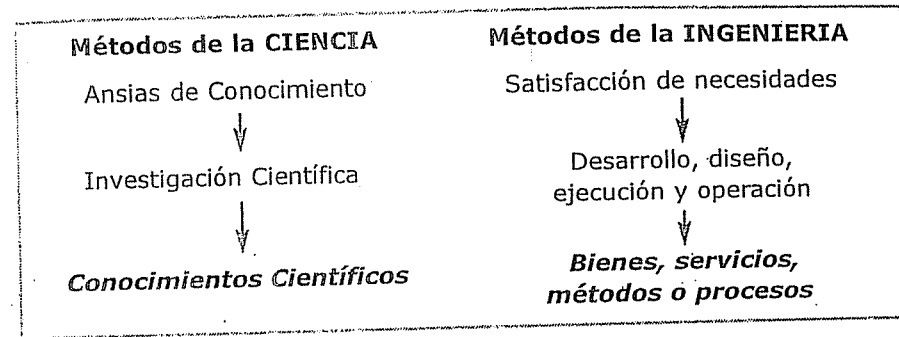 Métodos de la CIENCIA
Ansias de Conocimiento
Investigación Científica
Conocimientos Científicos
Métodos de la INGENIERIA
Satisfacción de necesidades
Desarrollo, diseño,
ejecución y operación
Bienes, servicios,
métodos o procesos